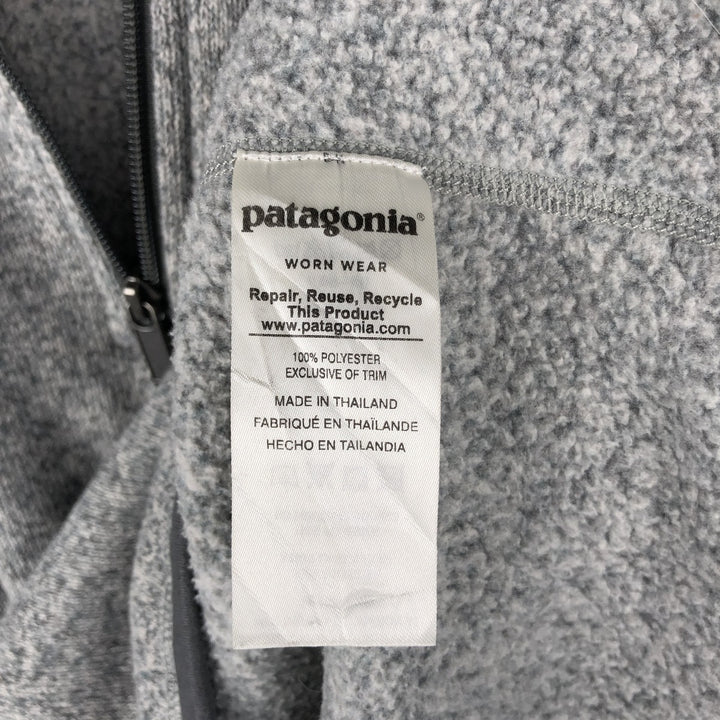 patagonia®
WORN WEAR
Repair, Reuse, Recycle
This Product
www.patagonia.com
100% POLYESTER
EXCLUSIVE OF TRIM
MADE IN THAILAND
FABRIQUÉ EN THAÏLANDE
HECHO EN TAILANDIA